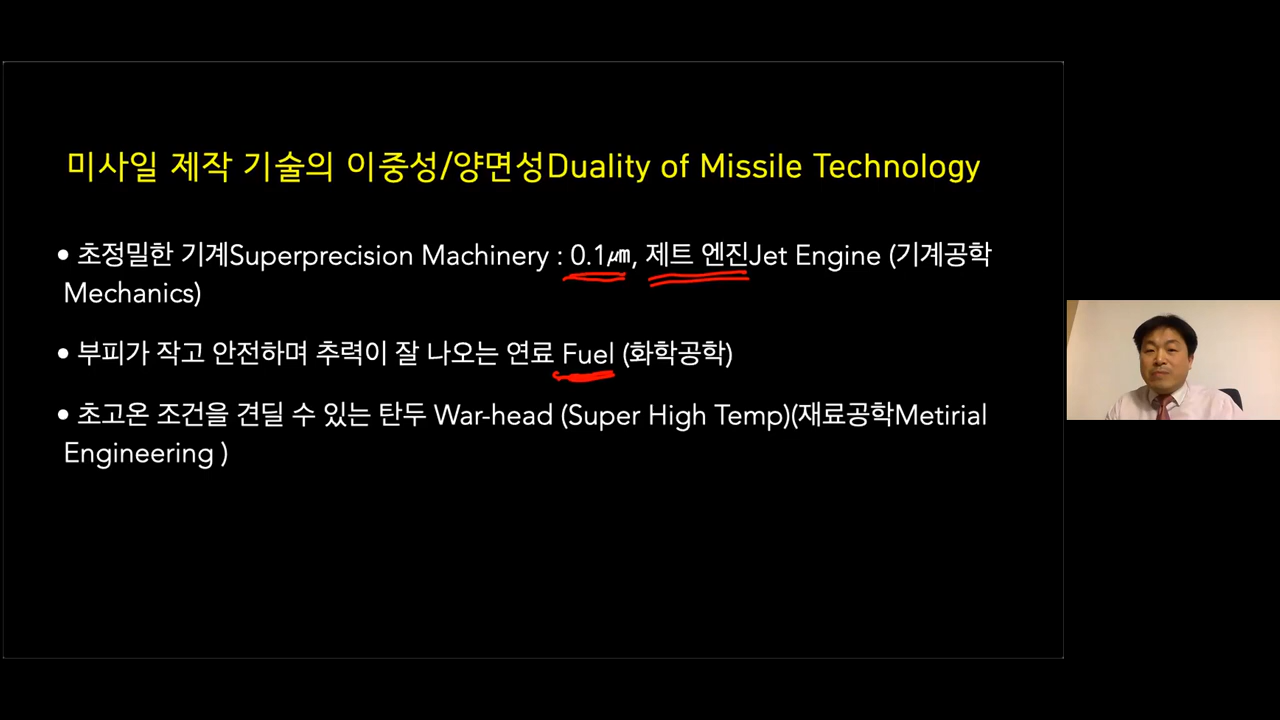 미사일 제작 기술의 이중성/양면성Duality of Missile Technology
• 초정밀한 기계Superprecision Machinery : 0.1㎛, 제트 엔진Jet Engine (기계공학
Mechanics)
• 부피가 작고 안전하며 추력이 잘 나오는 연료 Fuel (화학공학)
• 초고온 조건을 견딜 수 있는 탄두 War-head (Super High Temp)(재료공학Metirial
Engineering )